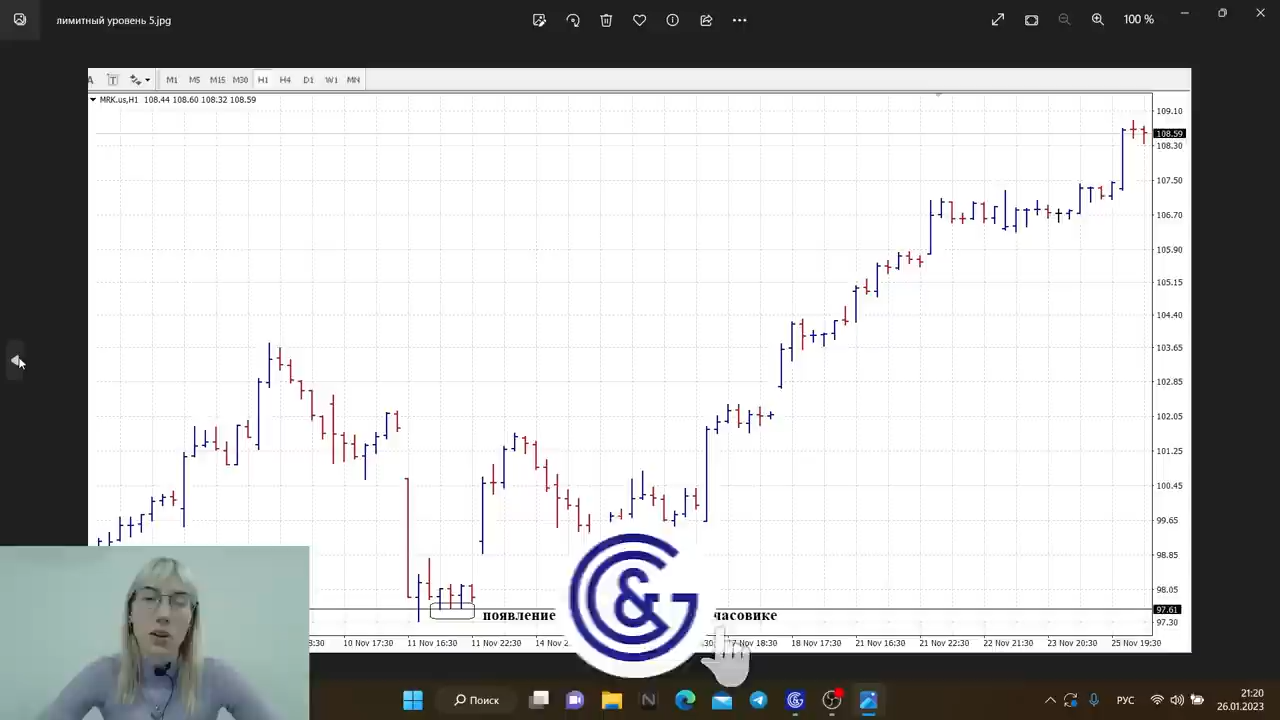 лимитный уровень 5.jpg
100 %
A T M1 M5 M15 M30 H1 H4 D1 W1 MN
MRK.us,H1 108.44 108.60 108.32 108.59
109.10
108.59
108.30
107.50
106.70
105.90
105.15
104.40
103.65
102.85
102.05
101.25
100.45
99.65
98.85
98.05
97.61
97.30
появление
часовике
G&G
8:30 10 Nov 17:30 11 Nov 16:30 11 Nov 22:30 14 18:30 18 Nov 17:30 21 Nov 16:30 21 Nov 22:30 22 Nov 21:30 23 Nov 20:30 25 Nov 19:30
Поиск
N
РУС
21:20
26.01.2023